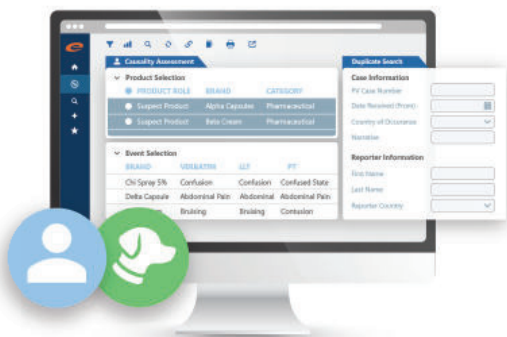 Causality Assessment
Product Selection
PRODUCT ROLE BRAND CATEGORY
Suspect Product Alpha Capsules Pharmaceutical
Suspect Product Beta Cream Pharmaceutical
Event Selection
BRAND VERBATIM LLT PT
Chi Spray 5% Confusion Confusion Confused State
Delta Capsule Abdominal Pain Abdominal Abdominal Pain
Bruising Bruising Contusion
Duplicate Search
Case Information
PV Case Number
Date Received (From)
Country of Occurance
Narrative
Reporter Information
First Name
Last Name
Reporter Country